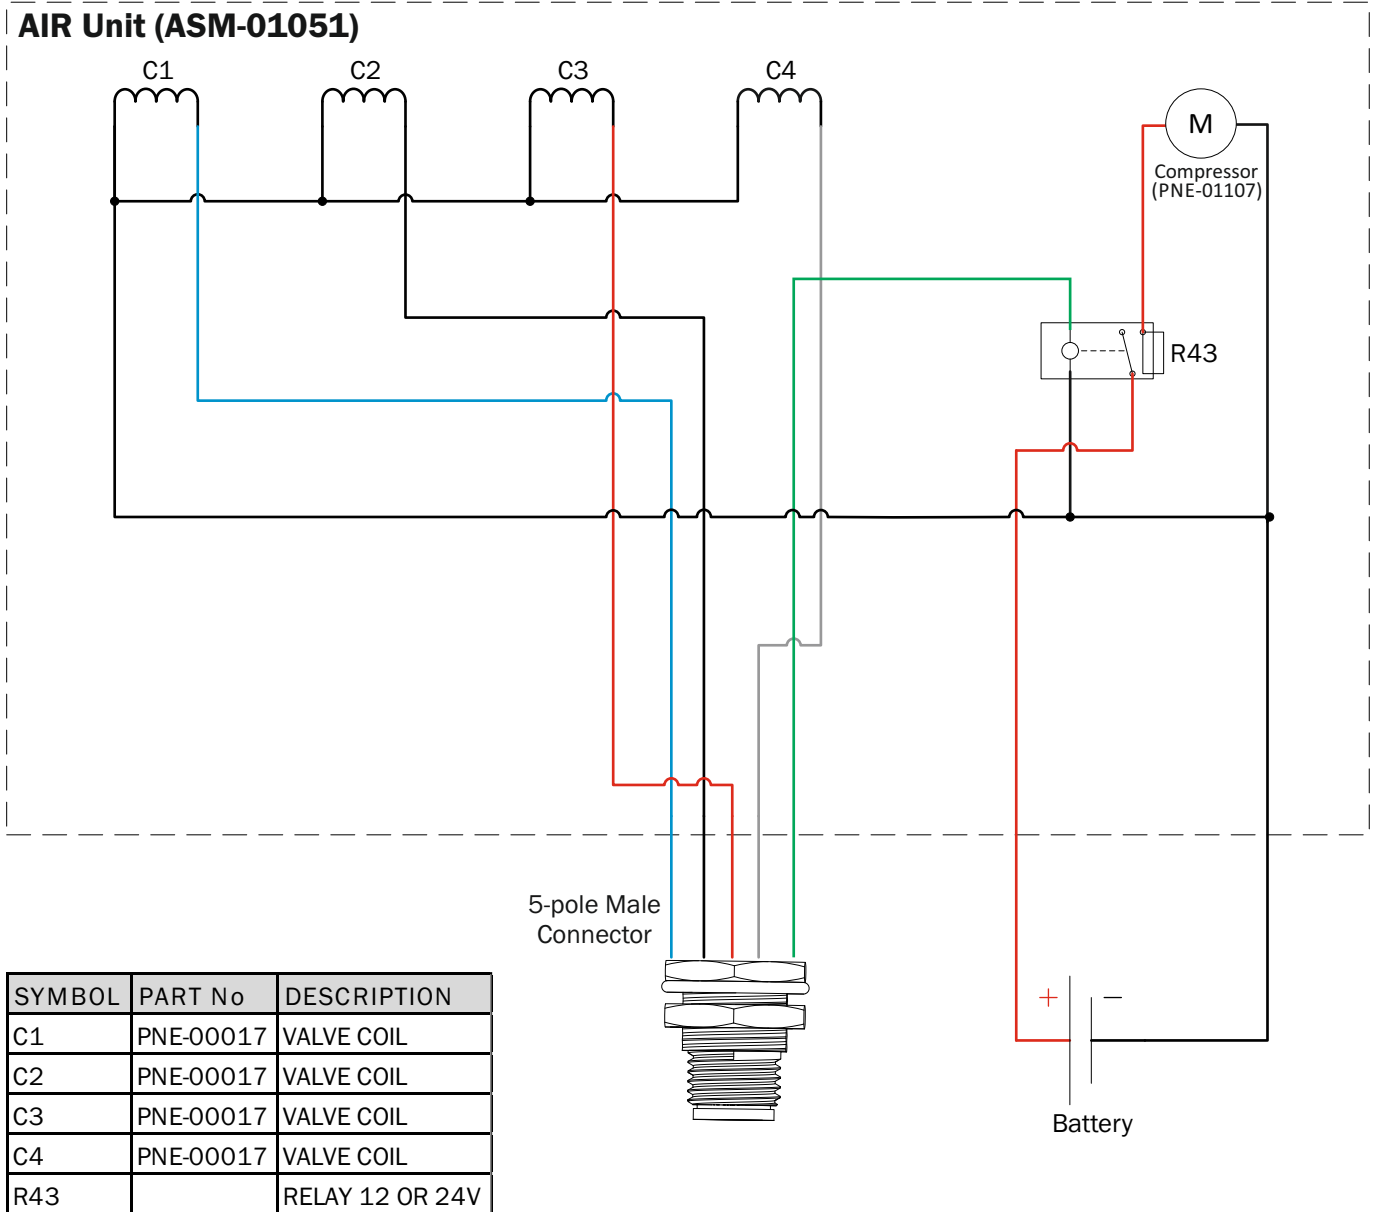 AIR Unit (ASM-01051)
C1 C2 C3 C4
M
Compressor
(PNE-01107)
R43
5-pole Male
Connector
+ −
Battery
SYMBOL PART No DESCRIPTION
C1 PNE-00017 VALVE COIL
C2 PNE-00017 VALVE COIL
C3 PNE-00017 VALVE COIL
C4 PNE-00017 VALVE COIL
R43 RELAY 12 OR 24V